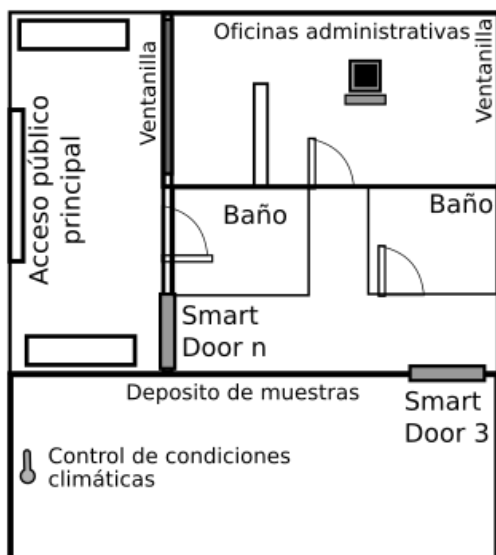 Oficinas administrativas
Ventanilla
Ventanilla
Acceso público
principal
Baño
Baño
Smart
Door n
Deposito de muestras
Smart
Door 3
Control de condiciones
climáticas